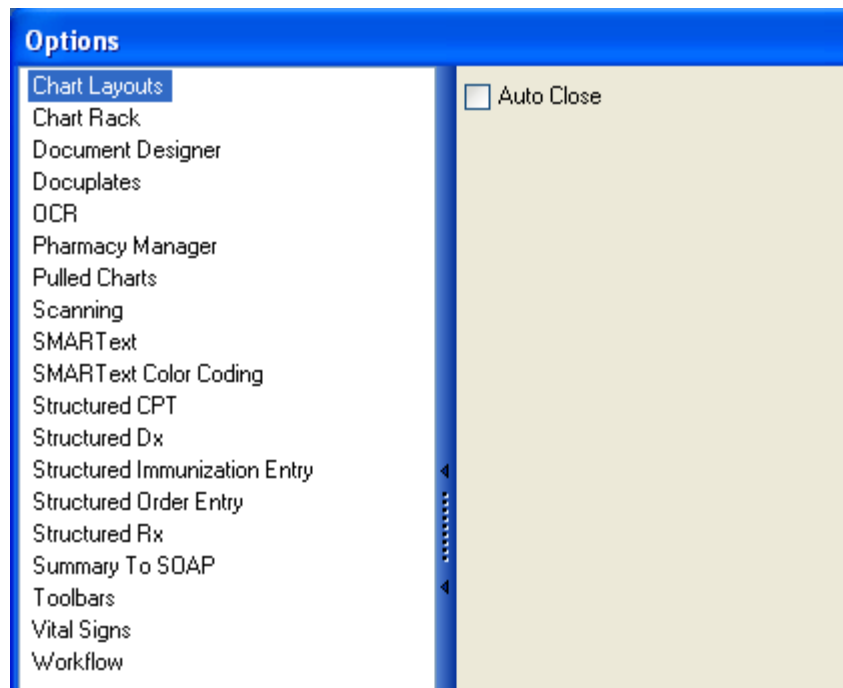 Options
Chart Layouts
Chart Rack
Document Designer
Docuplates
OCR
Pharmacy Manager
Pulled Charts
Scanning
SMARText
SMARText Color Coding
Structured CPT
Structured Dx
Structured Immunization Entry
Structured Order Entry
Structured Rx
Summary To SOAP
Toolbars
Vital Signs
Workflow
Auto Close